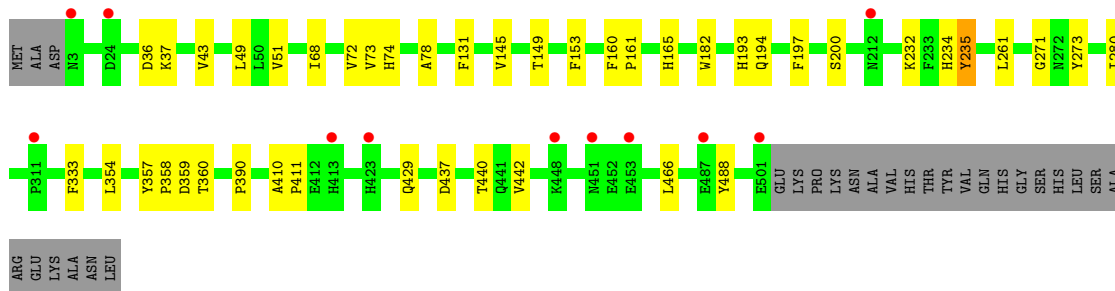 MET ALA ASP N3 D24 D36 K37 V43 L49 L50 V51 I68 V72 V73 H74 A78 F131 V145 T149 F153 F160 P161 H165 W182 H193 Q194 F197 S200 N212 K232 F233 H234 Y235 L261 G271 N272 Y273
P311 F333 L354 Y357 P358 D359 T360 P390 A410 P411 E412 H413 H423 Q429 D437 T440 Q441 V442 K448 N451 E452 E453 L466 E487 Y488 E501 GLU LYS PRO LYS ASN ALA VAL HIS THR TYR VAL GLN HIS GLY SER HIS LEU SER ALA
ARG GLU LYS ALA ASN LEU